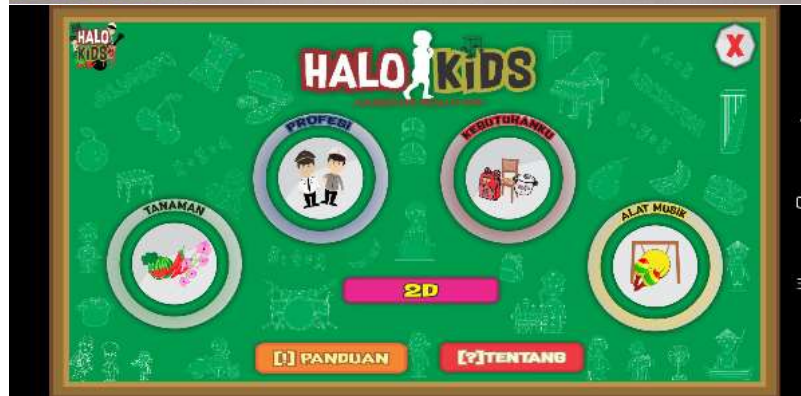 HALO
KIDS
HALO KIDS
PROFESI
KEBUTUHANKU
TANAMAN
ALAT MUSIK
2D
[!] PANDUAN
[?]TENTANG
X